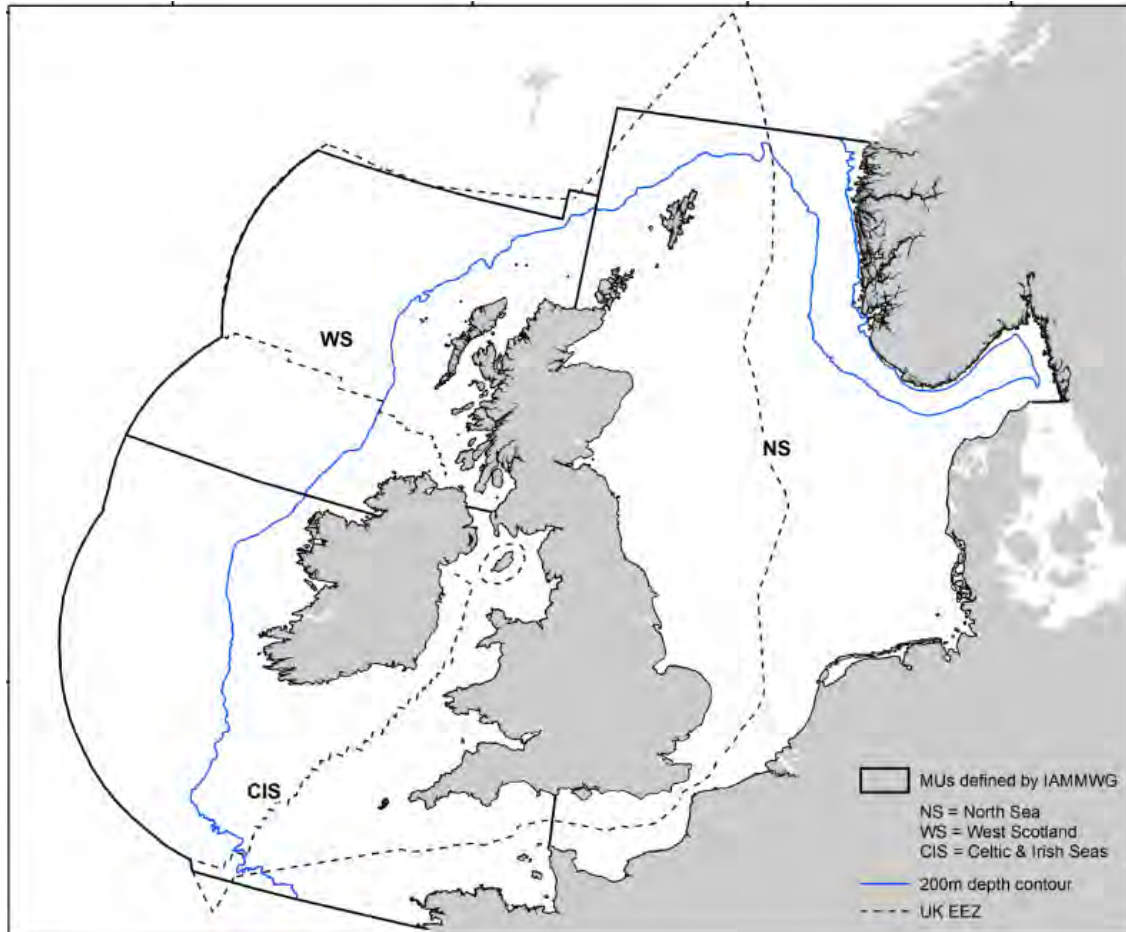 WS
NS
CIS
MUs defined by IAMMWG
NS = North Sea
WS = West Scotland
CIS = Celtic & Irish Seas
200m depth contour
UK EEZ